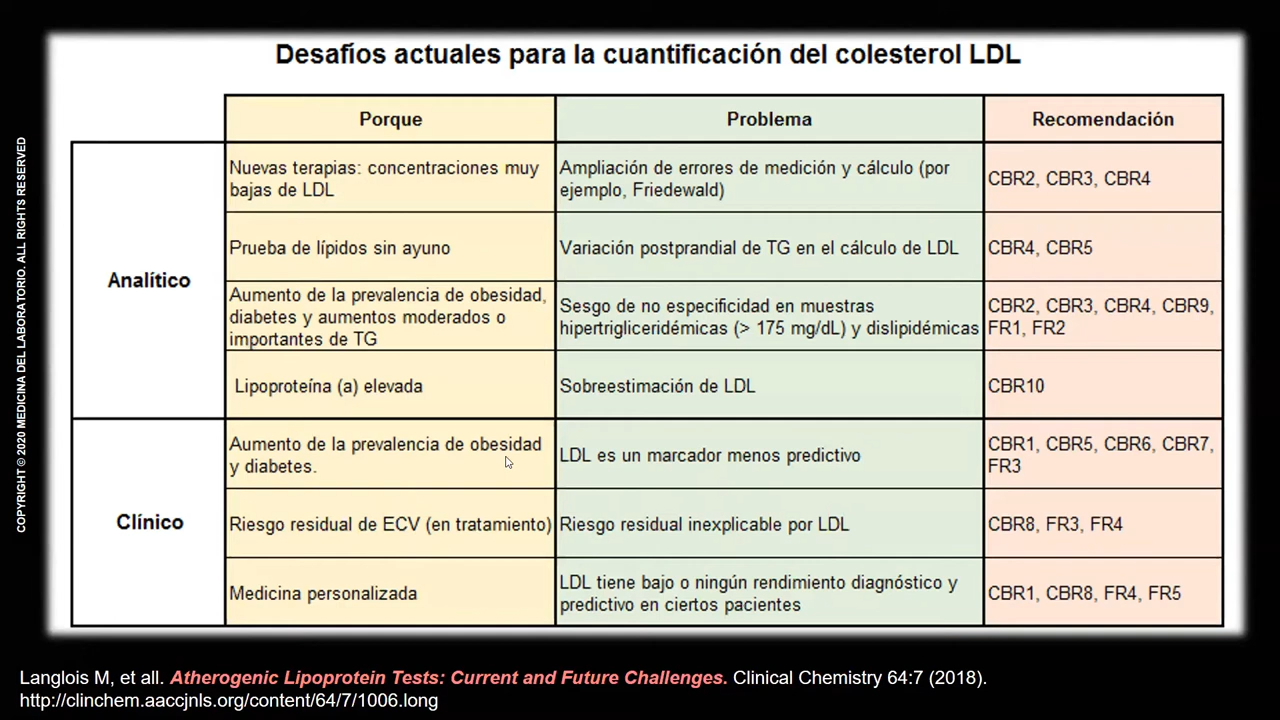 Desafíos actuales para la cuantificación del colesterol LDL
Porque
Problema
Recomendación
Analítico
Nuevas terapias: concentraciones muy
bajas de LDL
Ampliación de errores de medición y cálculo (por
ejemplo, Friedewald)
CBR2, CBR3, CBR4
Prueba de lípidos sin ayuno
Variación postprandial de TG en el cálculo de LDL
CBR4, CBR5
Aumento de la prevalencia de obesidad,
diabetes y aumentos moderados o
importantes de TG
Sesgo de no especificidad en muestras
hipertrigliceridémicas (> 175 mg/dL) y dislipidémicas
CBR2, CBR3, CBR4, CBR9,
FR1, FR2
Lipoproteína (a) elevada
Sobreestimación de LDL
CBR10
Clínico
Aumento de la prevalencia de obesidad
y diabetes.
LDL es un marcador menos predictivo
CBR1, CBR5, CBR6, CBR7,
FR3
Riesgo residual de ECV (en tratamiento)
Riesgo residual inexplicable por LDL
CBR8, FR3, FR4
Medicina personalizada
LDL tiene bajo o ningún rendimiento diagnóstico y
predictivo en ciertos pacientes
CBR1, CBR8, FR4, FR5
COPYRIGHT © 2020 MEDICINA DEL LABORATORIO. ALL RIGHTS RESERVED
Langlois M, et all. Atherogenic Lipoprotein Tests: Current and Future Challenges. Clinical Chemistry 64:7 (2018).
http://clinchem.aaccjnls.org/content/64/7/1006.long